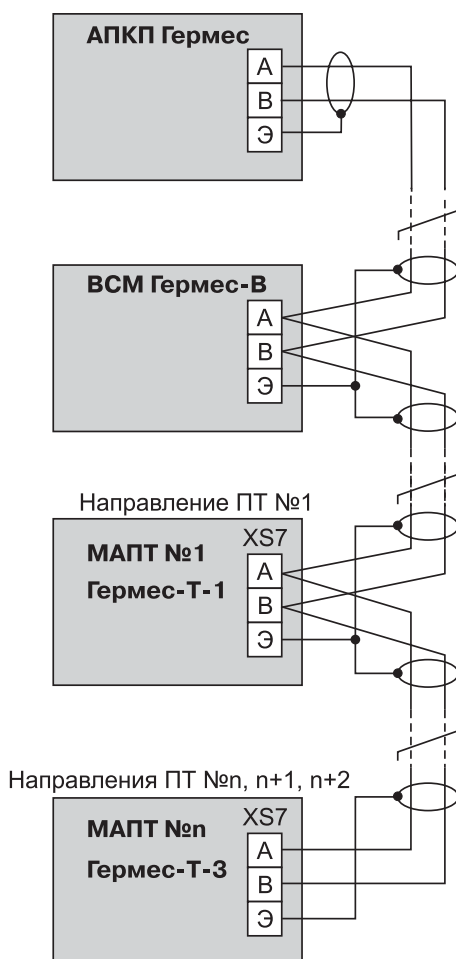 АПКП Гермес
А
В
Э
ВСМ Гермес-В
А
В
Э
Направление ПТ №1
МАПТ №1
Гермес-Т-1
XS7
А
В
Э
Направления ПТ №n, n+1, n+2
МАПТ №n
Гермес-Т-3
XS7
А
В
Э